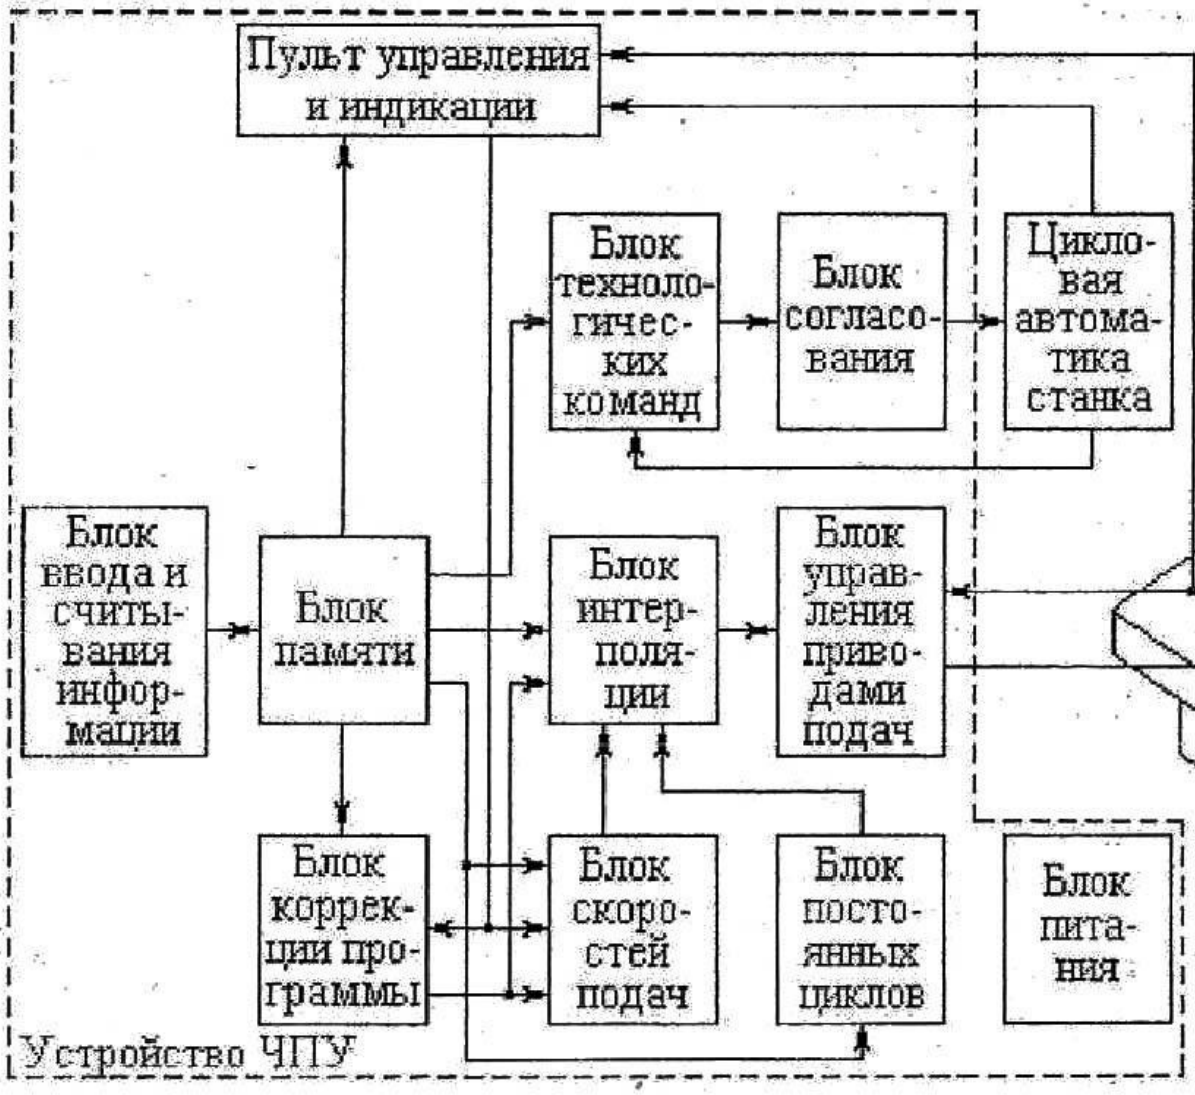 Пульт управления
и индикации
Блок
техноло-
гичес-
ких
команд
Блок
согласо-
вания
Цикло-
вая
автома-
тика
станка
Блок
ввода и
считы-
вания
инфор-
мации
Блок
памяти
Блок
интер-
поля-
ции
Блок
управ-
ления
приво-
дами
подач
Блок
коррек-
ции про-
граммы
Блок
скоро-
стей
подач
Блок
посто-
янных
циклов
Блок
пита-
ния
Устройство ЧПУ